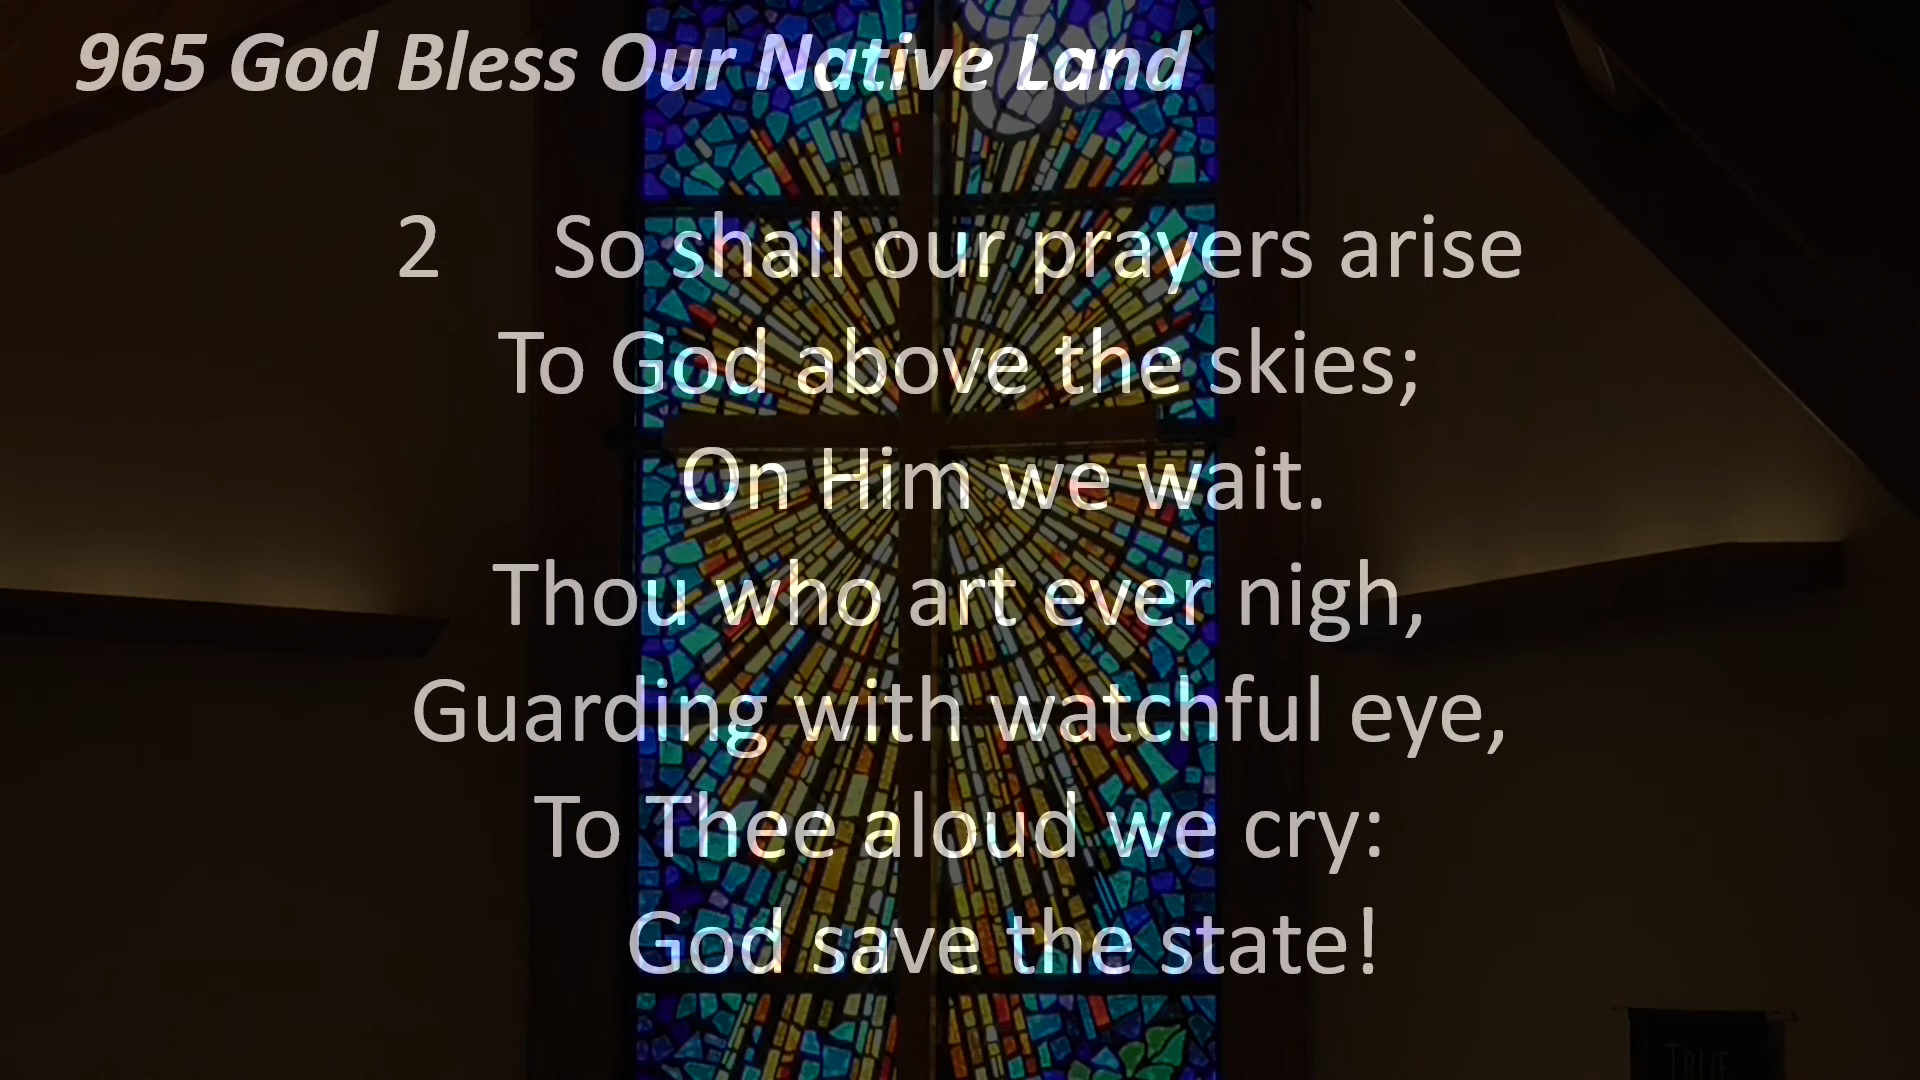 965 God Bless Our Native Land
2 So shall our prayers arise
To God above the skies;
On Him we wait.
Thou who art ever nigh,
Guarding with watchful eye,
To Thee aloud we cry:
God save the state!
TRUE